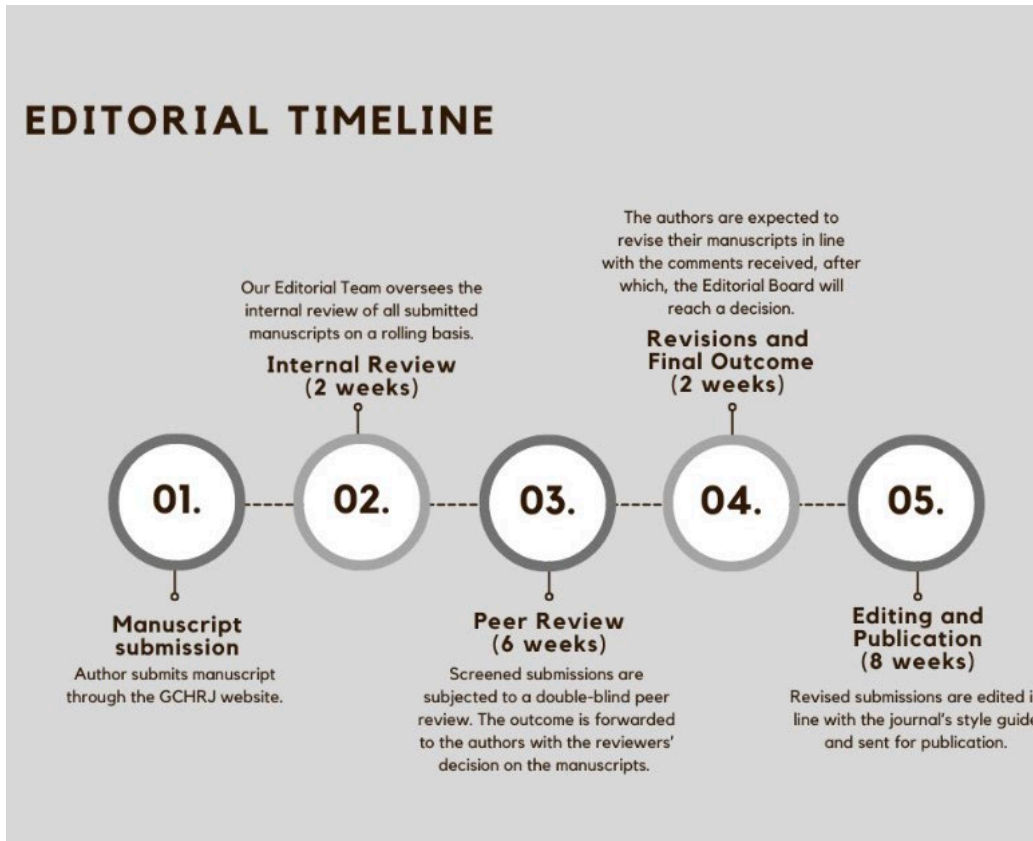 EDITORIAL TIMELINE
01.
Manuscript
submission
Author submits manuscript
through the GCHRJ website.
Our Editorial Team oversees the
internal review of all submitted
manuscripts on a rolling basis.
Internal Review
(2 weeks)
02.
03.
Peer Review
(6 weeks)
Screened submissions are
subjected to a double-blind peer
review. The outcome is forwarded
to the authors with the reviewers'
decision on the manuscripts.
The authors are expected to
revise their manuscripts in line
with the comments received, after
which, the Editorial Board will
reach a decision.
Revisions and
Final Outcome
(2 weeks)
04.
05.
Editing and
Publication
(8 weeks)
Revised submissions are edited
line with the journal's style guide
and sent for publication.